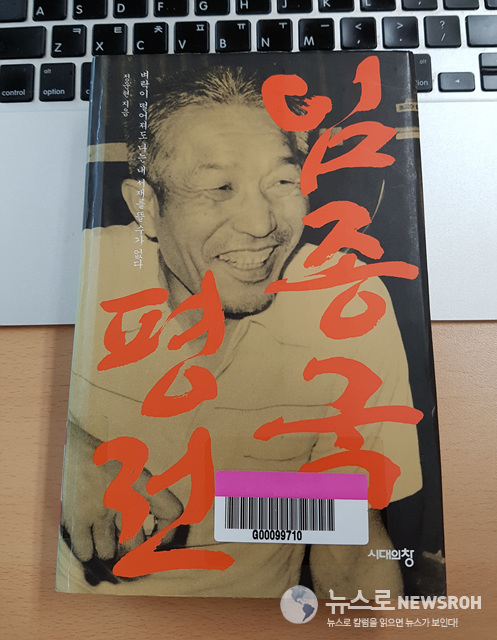 임종국
평전
벼락이 떨어져도 나는 내 서재를 뜰 수가 없다
정운현 지음
G00099710
시대의창
뉴스로 NEWSROH
뉴스로 칼럼을 읽으면 뉴스가 보인다!